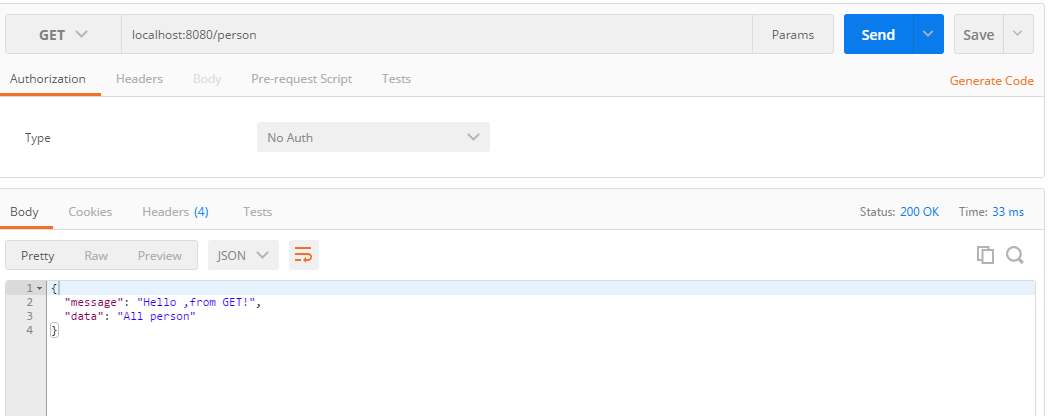 GET localhost:8080/person Params Send Save
Authorization Headers Body Pre-request Script Tests Generate Code
Type No Auth
Body Cookies Headers (4) Tests Status: 200 OK Time: 33 ms
Pretty Raw Preview JSON
1 {
2 "message": "Hello ,from GET!",
3 "data": "All person"
4 }